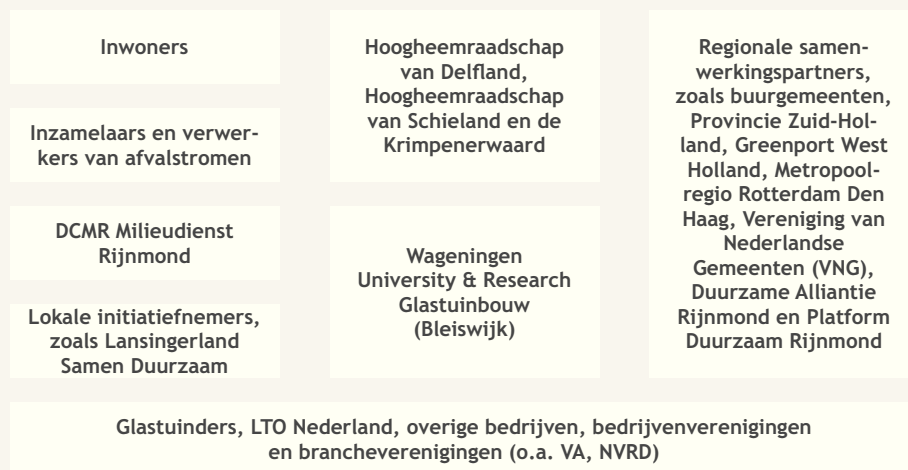 Inwoners
Inzamelaars en verwer-
kers van afvalstromen
DCMR Milieudienst
Rijnmond
Lokale initiatiefnemers,
zoals Lansingerland
Samen Duurzaam
Hoogheemraadschap
van Delfland,
Hoogheemraadschap
van Schieland en de
Krimpenerwaard
Wageningen
University & Research
Glastuinbouw
(Bleiswijk)
Regionale samen-
werkingspartners,
zoals buurgemeenten,
Provincie Zuid-Hol-
land, Greenport West
Holland, Metropool-
regio Rotterdam Den
Haag, Vereniging van
Nederlandse
Gemeenten (VNG),
Duurzame Alliantie
Rijnmond en Platform
Duurzaam Rijnmond
Glastuinders, LTO Nederland, overige bedrijven, bedrijvenverenigingen
en brancheverenigingen (o.a. VA, NVRD)